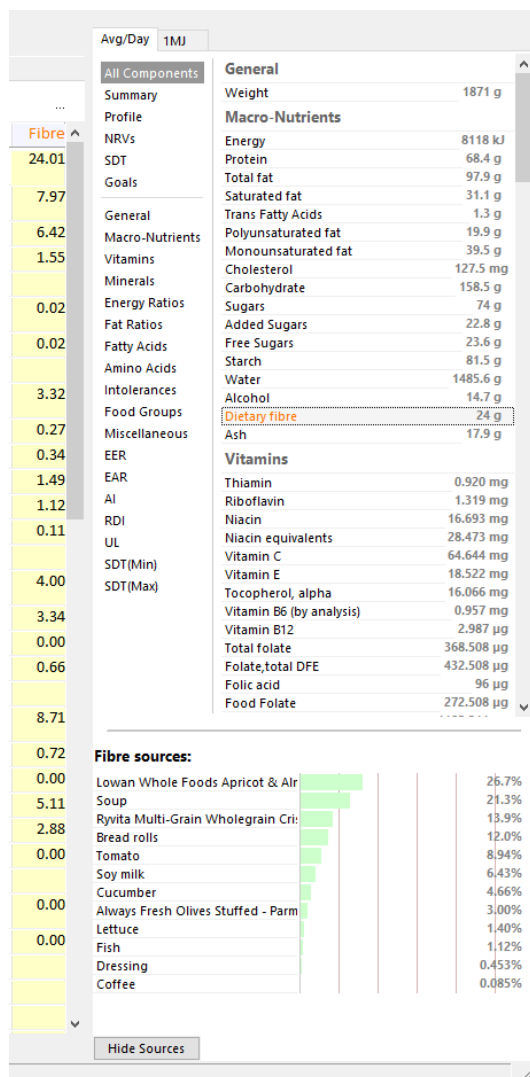 Avg/Day 1MJ
...
Fibre
24.01
7.97
6.42
1.55
0.02
0.02
3.32
0.27
0.34
1.49
1.12
0.11
4.00
3.34
0.00
0.66
8.71
0.72
0.00
5.11
2.88
0.00
0.00
0.00
All Components
Summary
Profile
NRVs
SDT
Goals
General
Macro-Nutrients
Vitamins
Minerals
Energy Ratios
Fat Ratios
Fatty Acids
Amino Acids
Intolerances
Food Groups
Miscellaneous
EER
EAR
AI
RDI
UL
SDT(Min)
SDT(Max)
General
Weight 1871 g
Macro-Nutrients
Energy 8118 kJ
Protein 68.4 g
Total fat 97.9 g
Saturated fat 31.1 g
Trans Fatty Acids 1.3 g
Polyunsaturated fat 19.9 g
Monounsaturated fat 39.5 g
Cholesterol 127.5 mg
Carbohydrate 158.5 g
Sugars 74 g
Added Sugars 22.8 g
Free Sugars 23.6 g
Starch 81.5 g
Water 1485.6 g
Alcohol 14.7 g
Dietary fibre 24 g
Ash 17.9 g
Vitamins
Thiamin 0.920 mg
Riboflavin 1.319 mg
Niacin 16.693 mg
Niacin equivalents 28.473 mg
Vitamin C 64.644 mg
Vitamin E 18.522 mg
Tocopherol, alpha 16.066 mg
Vitamin B6 (by analysis) 0.957 mg
Vitamin B12 2.987 µg
Total folate 368.508 µg
Folate,total DFE 432.508 µg
Folic acid 96 µg
Food Folate 272.508 µg
Fibre sources:
Lowan Whole Foods Apricot & Alr 26.7%
Soup 21.3%
Ryvita Multi-Grain Wholegrain Cri: 13.9%
Bread rolls 12.0%
Tomato 8.94%
Soy milk 6.43%
Cucumber 4.66%
Always Fresh Olives Stuffed - Parm 3.00%
Lettuce 1.40%
Fish 1.12%
Dressing 0.453%
Coffee 0.085%
Hide Sources